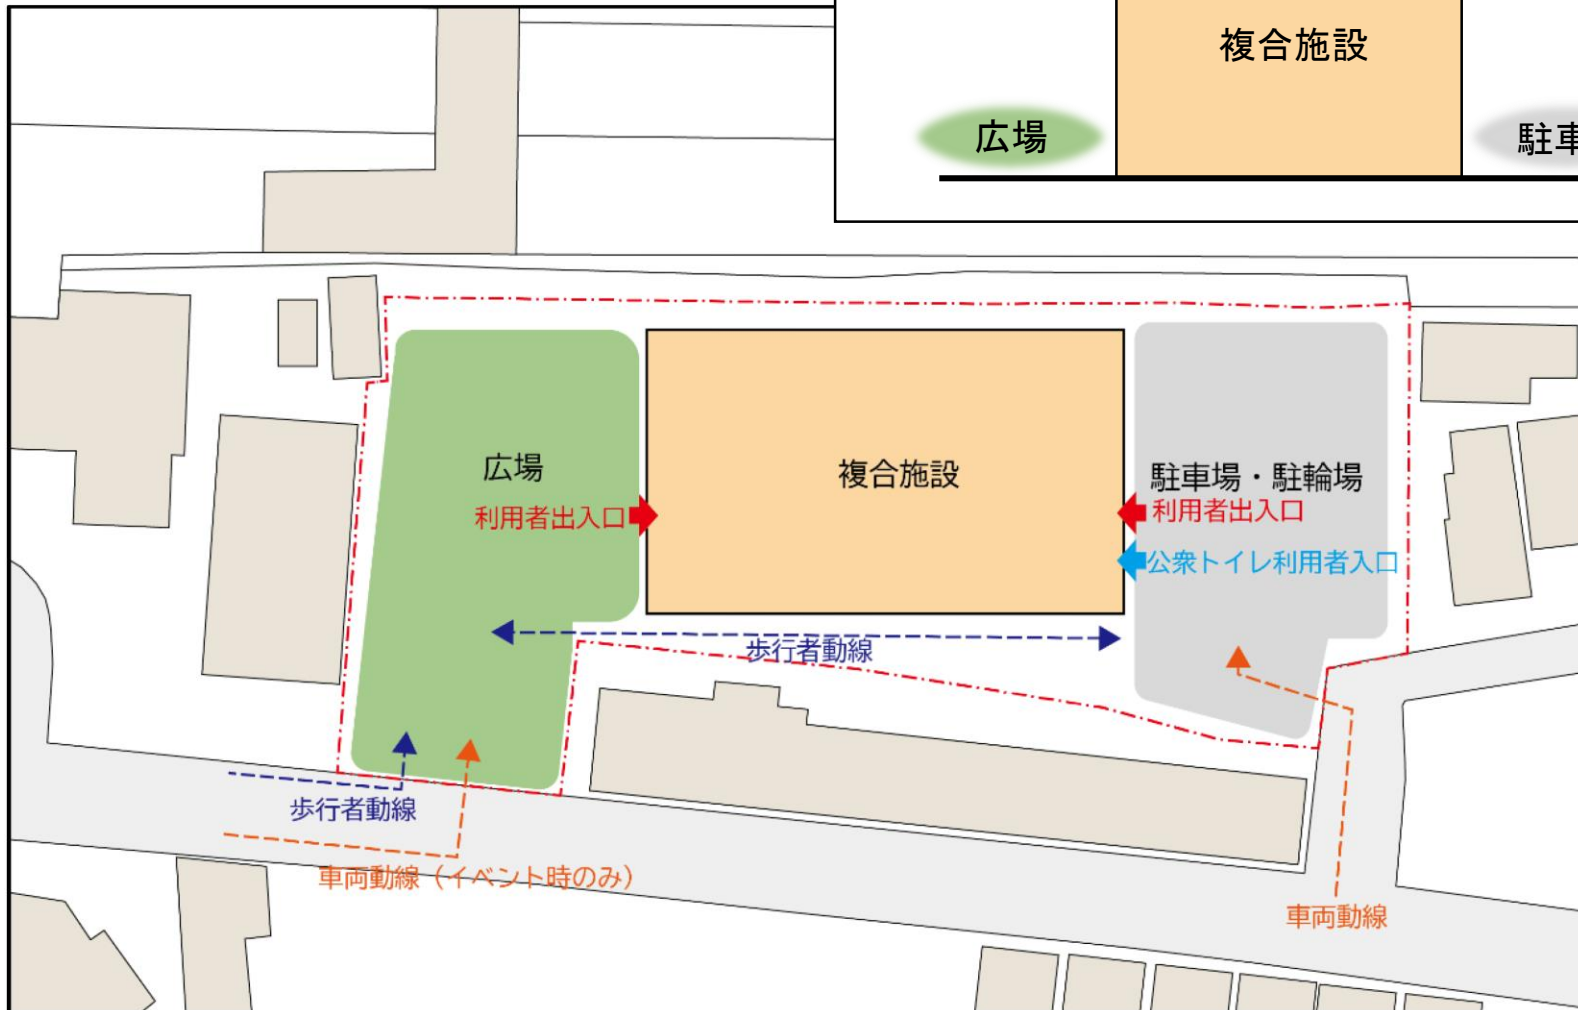 複合施設
広場
駐車
広場
複合施設
駐車場・駐輪場
利用者出入口
利用者出入口
公衆トイレ利用者入口
歩行者動線
歩行者動線
車両動線（イベント時のみ）
車両動線